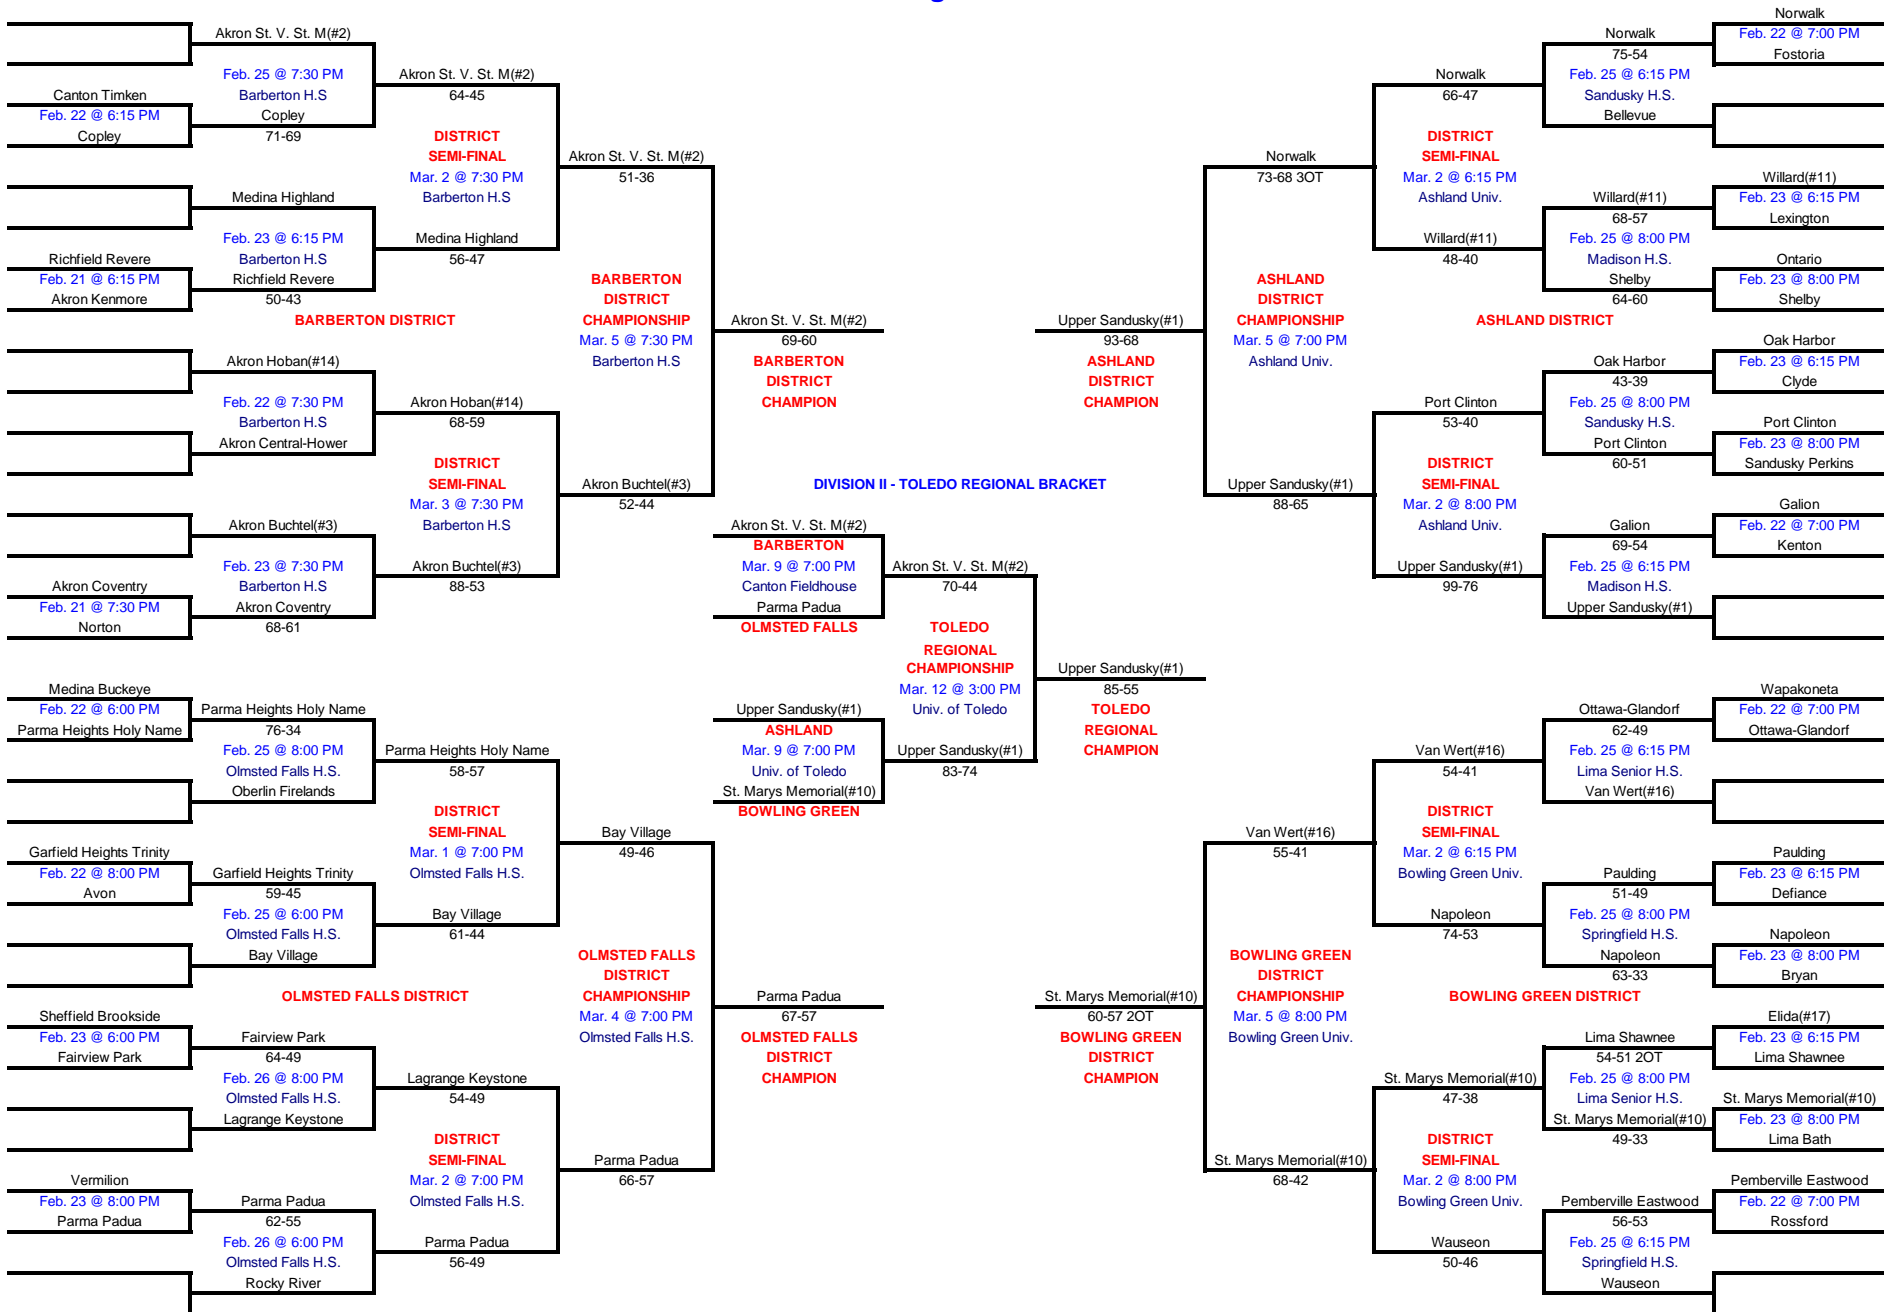 Akron St. V. St. M(#2)
Feb. 25 @ 7:30 PM
Barberton H.S
Canton Timken
Feb. 22 @ 6:15 PM
Copley
Copley
71-69
Akron St. V. St. M(#2)
64-45
DISTRICT
SEMI-FINAL
Mar. 2 @ 7:30 PM
Barberton H.S
Medina Highland
Feb. 23 @ 6:15 PM
Barberton H.S
Richfield Revere
Feb. 21 @ 6:15 PM
Akron Kenmore
Richfield Revere
50-43
Medina Highland
56-47
Akron St. V. St. M(#2)
51-36
BARBERTON DISTRICT
BARBERTON
DISTRICT
CHAMPIONSHIP
Mar. 5 @ 7:30 PM
Barberton H.S
Akron St. V. St. M(#2)
69-60
BARBERTON
DISTRICT
CHAMPION
Akron Hoban(#14)
Feb. 22 @ 7:30 PM
Barberton H.S
Akron Central-Hower
Akron Hoban(#14)
68-59
DISTRICT
SEMI-FINAL
Mar. 3 @ 7:30 PM
Barberton H.S
Akron Buchtel(#3)
52-44
Akron Buchtel(#3)
Feb. 23 @ 7:30 PM
Barberton H.S
Akron Coventry
Feb. 21 @ 7:30 PM
Norton
Akron Coventry
68-61
Akron Buchtel(#3)
88-53
Medina Buckeye
Feb. 22 @ 6:00 PM
Parma Heights Holy Name
Parma Heights Holy Name
76-34
Feb. 25 @ 8:00 PM
Olmsted Falls H.S.
Oberlin Firelands
Parma Heights Holy Name
58-57
DISTRICT
SEMI-FINAL
Mar. 1 @ 7:00 PM
Olmsted Falls H.S.
Bay Village
49-46
Garfield Heights Trinity
Feb. 22 @ 8:00 PM
Avon
Garfield Heights Trinity
59-45
Feb. 25 @ 6:00 PM
Olmsted Falls H.S.
Bay Village
Bay Village
61-44
OLMSTED FALLS DISTRICT
OLMSTED FALLS
DISTRICT
CHAMPIONSHIP
Mar. 4 @ 7:00 PM
Olmsted Falls H.S.
Parma Padua
67-57
OLMSTED FALLS
DISTRICT
CHAMPION
Sheffield Brookside
Feb. 23 @ 6:00 PM
Fairview Park
Fairview Park
64-49
Feb. 26 @ 8:00 PM
Olmsted Falls H.S.
Lagrange Keystone
Lagrange Keystone
54-49
DISTRICT
SEMI-FINAL
Mar. 2 @ 7:00 PM
Olmsted Falls H.S.
Parma Padua
66-57
Vermilion
Feb. 23 @ 8:00 PM
Parma Padua
Parma Padua
62-55
Feb. 26 @ 6:00 PM
Olmsted Falls H.S.
Rocky River
Parma Padua
56-49
DIVISION II - TOLEDO REGIONAL BRACKET
Akron St. V. St. M(#2)
BARBERTON
Mar. 9 @ 7:00 PM
Canton Fieldhouse
Parma Padua
OLMSTED FALLS
Akron St. V. St. M(#2)
70-44
TOLEDO
REGIONAL
CHAMPIONSHIP
Mar. 12 @ 3:00 PM
Univ. of Toledo
Upper Sandusky(#1)
ASHLAND
Mar. 9 @ 7:00 PM
Univ. of Toledo
St. Marys Memorial(#10)
BOWLING GREEN
Upper Sandusky(#1)
83-74
Upper Sandusky(#1)
85-55
TOLEDO
REGIONAL
CHAMPION
Norwalk
Feb. 22 @ 7:00 PM
Fostoria
Norwalk
75-54
Feb. 25 @ 6:15 PM
Sandusky H.S.
Bellevue
Norwalk
66-47
DISTRICT
SEMI-FINAL
Mar. 2 @ 6:15 PM
Ashland Univ.
Norwalk
73-68 3OT
Willard(#11)
Feb. 23 @ 6:15 PM
Lexington
Willard(#11)
68-57
Feb. 25 @ 8:00 PM
Madison H.S.
Shelby
64-60
Ontario
Feb. 23 @ 8:00 PM
Shelby
Willard(#11)
48-40
ASHLAND DISTRICT
ASHLAND
DISTRICT
CHAMPIONSHIP
Mar. 5 @ 7:00 PM
Ashland Univ.
Upper Sandusky(#1)
93-68
ASHLAND
DISTRICT
CHAMPION
Oak Harbor
Feb. 23 @ 6:15 PM
Clyde
Oak Harbor
43-39
Feb. 25 @ 8:00 PM
Sandusky H.S.
Port Clinton
60-51
Port Clinton
Feb. 23 @ 8:00 PM
Sandusky Perkins
Port Clinton
53-40
DISTRICT
SEMI-FINAL
Mar. 2 @ 8:00 PM
Ashland Univ.
Upper Sandusky(#1)
88-65
Galion
Feb. 22 @ 7:00 PM
Kenton
Galion
69-54
Feb. 25 @ 6:15 PM
Madison H.S.
Upper Sandusky(#1)
Upper Sandusky(#1)
99-76
Wapakoneta
Feb. 22 @ 7:00 PM
Ottawa-Glandorf
Ottawa-Glandorf
62-49
Feb. 25 @ 6:15 PM
Lima Senior H.S.
Van Wert(#16)
Van Wert(#16)
54-41
DISTRICT
SEMI-FINAL
Mar. 2 @ 6:15 PM
Bowling Green Univ.
Van Wert(#16)
55-41
Paulding
Feb. 23 @ 6:15 PM
Defiance
Paulding
51-49
Feb. 25 @ 8:00 PM
Springfield H.S.
Napoleon
63-33
Napoleon
Feb. 23 @ 8:00 PM
Bryan
Napoleon
74-53
BOWLING GREEN DISTRICT
BOWLING GREEN
DISTRICT
CHAMPIONSHIP
Mar. 5 @ 8:00 PM
Bowling Green Univ.
St. Marys Memorial(#10)
60-57 2OT
BOWLING GREEN
DISTRICT
CHAMPION
Elida(#17)
Feb. 23 @ 6:15 PM
Lima Shawnee
Lima Shawnee
54-51 2OT
Feb. 25 @ 8:00 PM
Lima Senior H.S.
St. Marys Memorial(#10)
49-33
St. Marys Memorial(#10)
Feb. 23 @ 8:00 PM
Lima Bath
St. Marys Memorial(#10)
47-38
DISTRICT
SEMI-FINAL
Mar. 2 @ 8:00 PM
Bowling Green Univ.
St. Marys Memorial(#10)
68-42
Pemberville Eastwood
Feb. 22 @ 7:00 PM
Rossford
Pemberville Eastwood
56-53
Feb. 25 @ 6:15 PM
Springfield H.S.
Wauseon
Wauseon
50-46